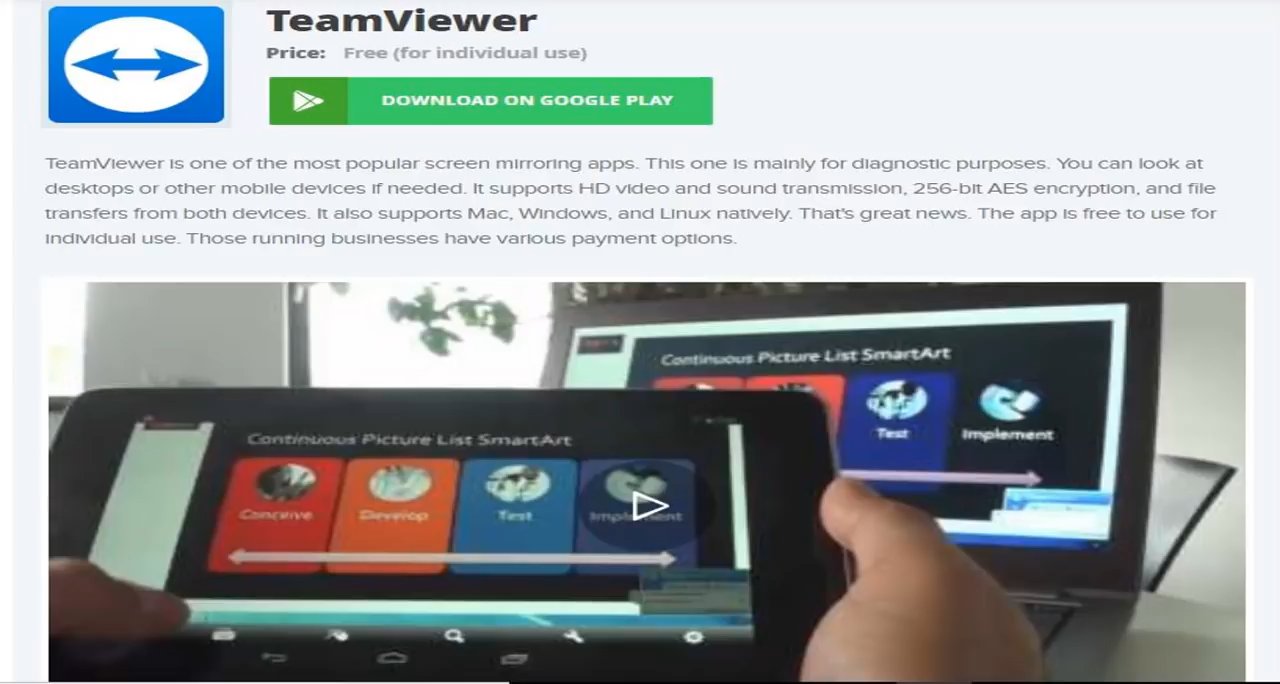 TeamViewer
Price: Free (for individual use)
DOWNLOAD ON GOOGLE PLAY
TeamViewer is one of the most popular screen mirroring apps. This one is mainly for diagnostic purposes. You can look at
desktops or other mobile devices if needed. It supports HD video and sound transmission, 256-bit AES encryption, and file
transfers from both devices. It also supports Mac, Windows, and Linux natively. That's great news. The app is free to use for
individual use. Those running businesses have various payment options.
Continuous Picture List SmartArt
Test
Implement
Continuous Picture List SmartArt
Conceive
Develop
Test
Implement